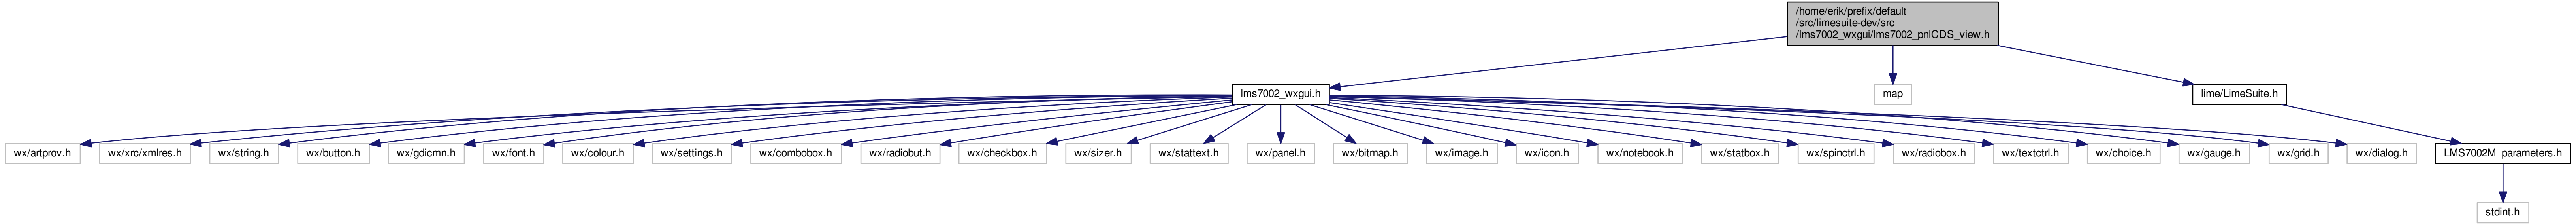 /home/erik/prefix/default
/src/limesuite-dev/src
/lms7002_wxgui/lms7002_pnlCDS_view.h
lms7002_wxgui.h
map
lime/LimeSuite.h
wx/artprov.h
wx/xrc/xmlres.h
wx/string.h
wx/button.h
wx/gdicmn.h
wx/font.h
wx/colour.h
wx/settings.h
wx/combobox.h
wx/radiobut.h
wx/checkbox.h
wx/sizer.h
wx/stattext.h
wx/panel.h
wx/bitmap.h
wx/image.h
wx/icon.h
wx/notebook.h
wx/statbox.h
wx/spinctrl.h
wx/radiobox.h
wx/textctrl.h
wx/choice.h
wx/gauge.h
wx/grid.h
wx/dialog.h
LMS7002M_parameters.h
stdint.h